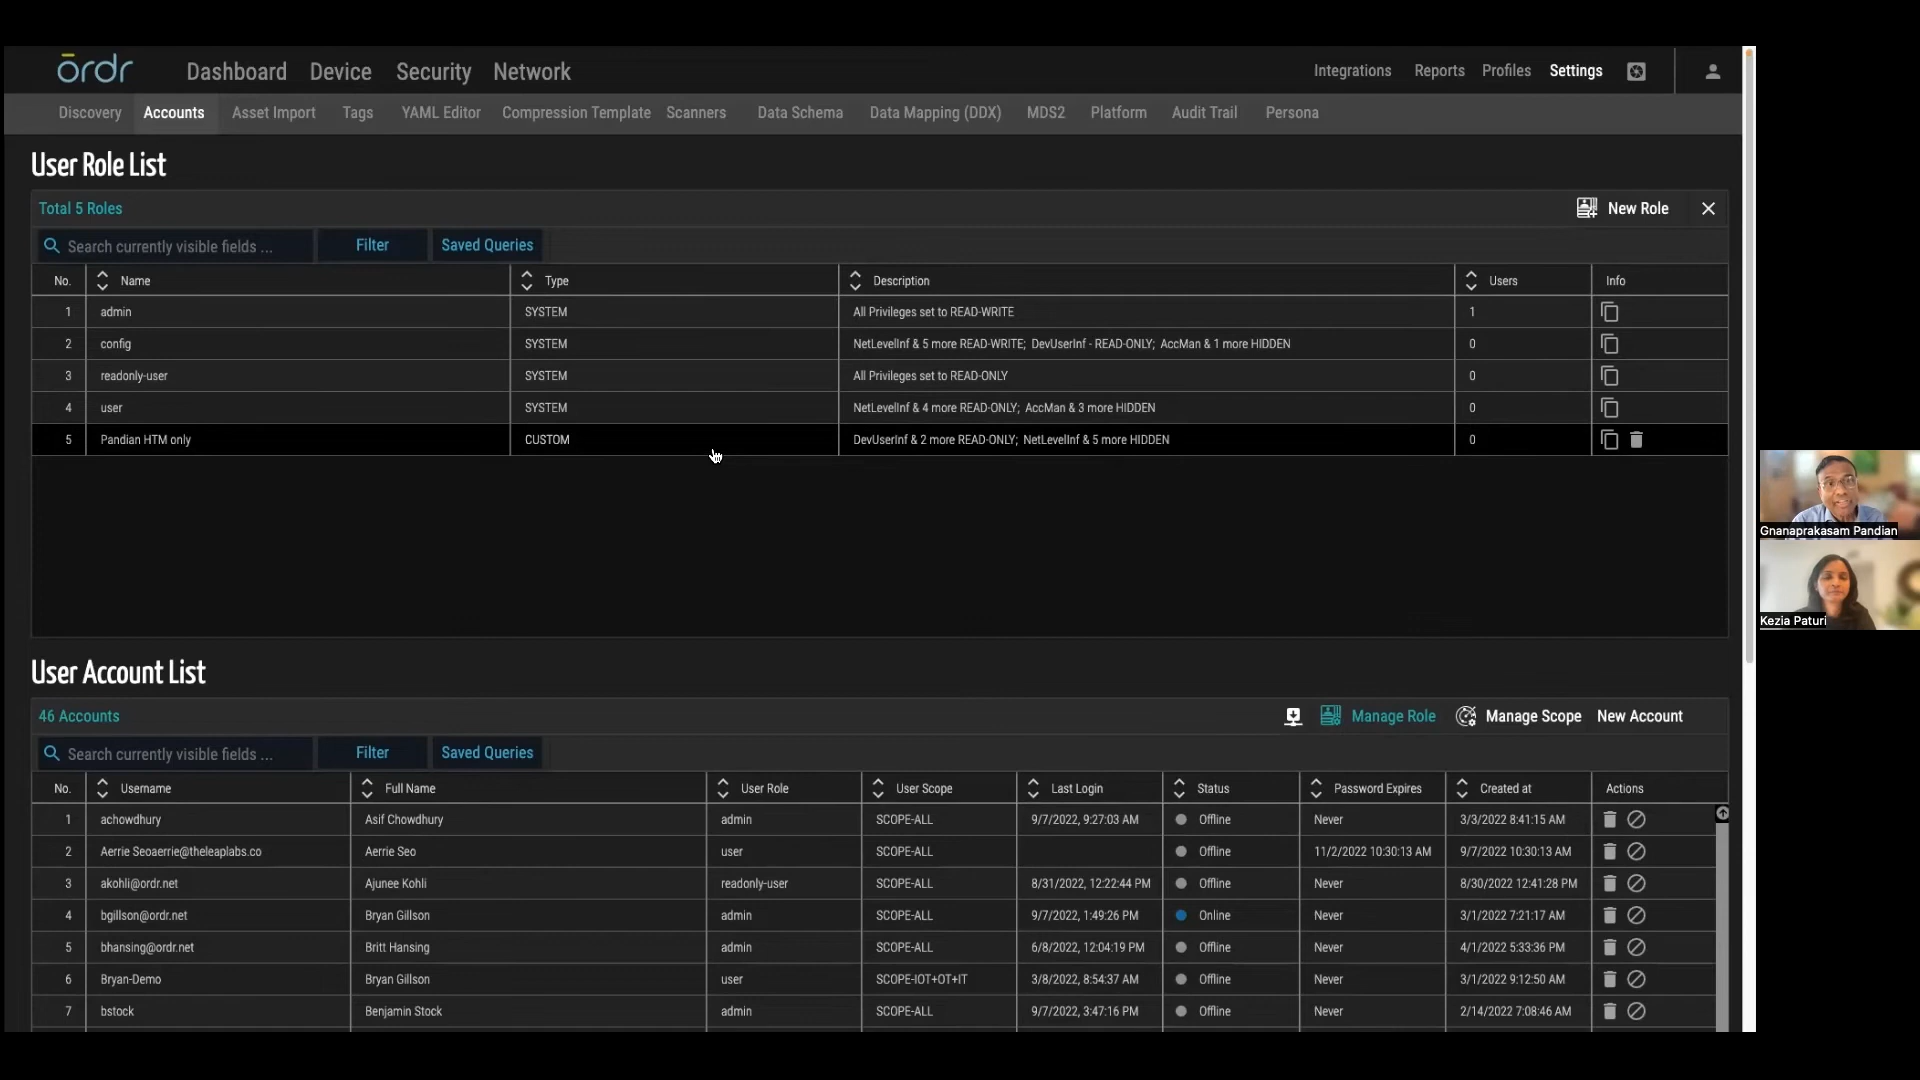 ōrdr Dashboard Device Security Network Integrations Reports Profiles Settings
Discovery Accounts Asset Import Tags YAML Editor Compression Template Scanners Data Schema Data Mapping (DDX) MDS2 Platform Audit Trail Persona
User Role List
Total 5 Roles New Role
Search currently visible fields ... Filter Saved Queries
No. Name Type Description Users Info
1 admin SYSTEM All Privileges set to READ-WRITE 1
2 config SYSTEM NetLevelInf & 5 more READ-WRITE; DevUserInf - READ-ONLY; AccMan & 1 more HIDDEN 0
3 readonly-user SYSTEM All Privileges set to READ-ONLY 0
4 user SYSTEM NetLevelInf & 4 more READ-ONLY; AccMan & 3 more HIDDEN 0
5 Pandian HTM only CUSTOM DevUserInf & 2 more READ-ONLY; NetLevelInf & 5 more HIDDEN 0
Gnanaprakasam Pandian
Kezia Paturi
User Account List
46 Accounts Manage Role Manage Scope New Account
Search currently visible fields ... Filter Saved Queries
No. Username Full Name User Role User Scope Last Login Status Password Expires Created at Actions
1 achowdhury Asif Chowdhury admin SCOPE-ALL 9/7/2022, 9:27:03 AM Offline Never 3/3/2022 8:41:15 AM
2 Aerrie Seoaerrie@theleaplabs.co Aerrie Seo user SCOPE-ALL Offline 11/2/2022 10:30:13 AM 9/7/2022 10:30:13 AM
3 akohli@ordr.net Ajunee Kohli readonly-user SCOPE-ALL 8/31/2022, 12:22:44 PM Offline Never 8/30/2022 12:41:28 PM
4 bgillson@ordr.net Bryan Gillson admin SCOPE-ALL 9/7/2022, 1:49:26 PM Online Never 3/1/2022 7:21:17 AM
5 bhansing@ordr.net Britt Hansing admin SCOPE-ALL 6/8/2022, 12:04:19 PM Offline Never 4/1/2022 5:33:36 PM
6 Bryan-Demo Bryan Gillson user SCOPE-IOT+OT+IT 3/8/2022, 8:54:37 AM Offline Never 3/1/2022 9:12:50 AM
7 bstock Benjamin Stock admin SCOPE-ALL 9/7/2022, 3:47:16 PM Offline Never 2/14/2022 7:08:46 AM